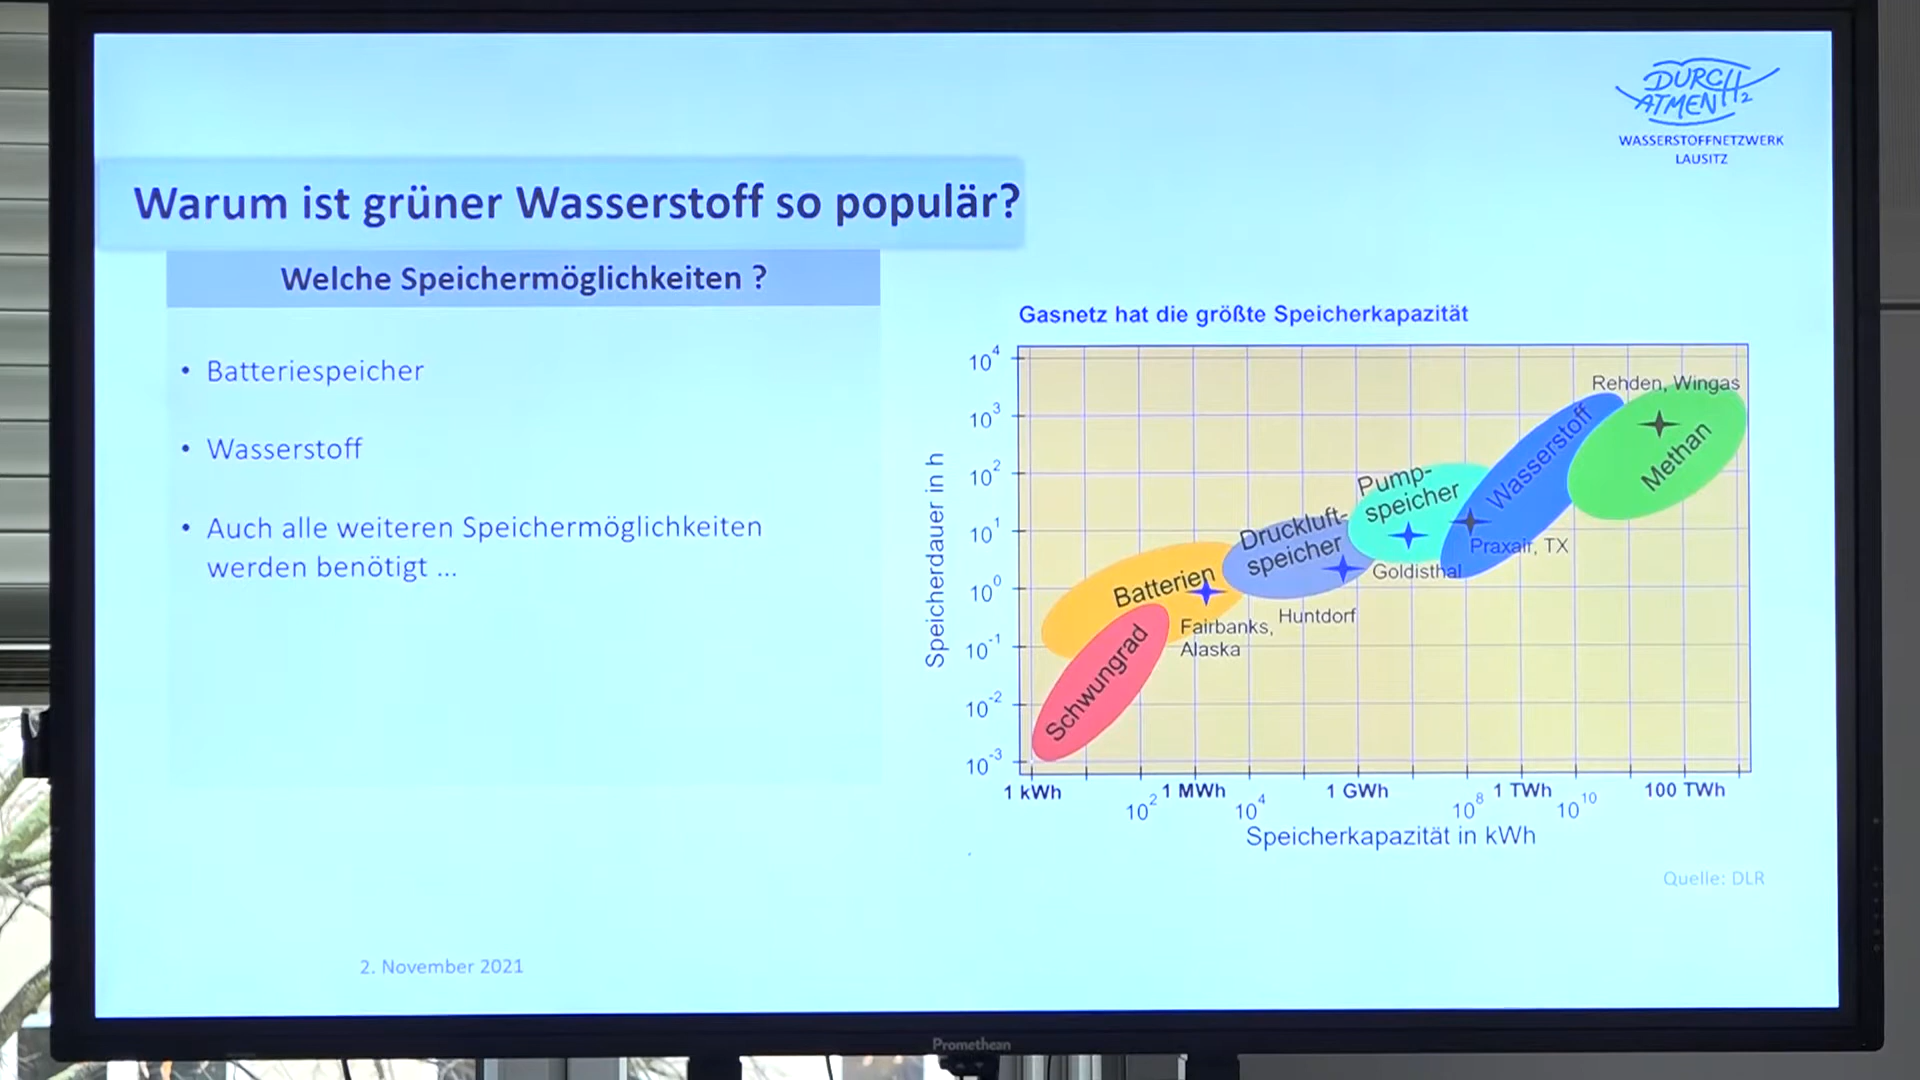 DURCH
ATMEN H2
WASSERSTOFFNETZWERK
LAUSITZ
Warum ist grüner Wasserstoff so populär?
Welche Speichermöglichkeiten ?
• Batteriespeicher
• Wasserstoff
• Auch alle weiteren Speichermöglichkeiten
werden benötigt ...
Gasnetz hat die größte Speicherkapazität
Speicherdauer in h
10⁴
10³
10²
10¹
10⁰
10⁻¹
10⁻²
10⁻³
Rehden, Wingas
Methan
Wasserstoff
Praxair, TX
Pump-
speicher
Goldisthal
Druckluft-
speicher
Huntdorf
Batterien
Fairbanks,
Alaska
Schwungrad
1 kWh
10²
1 MWh
10⁴
1 GWh
10⁸
1 TWh
10¹⁰
100 TWh
Speicherkapazität in kWh
Quelle: DLR
2. November 2021
Promethean